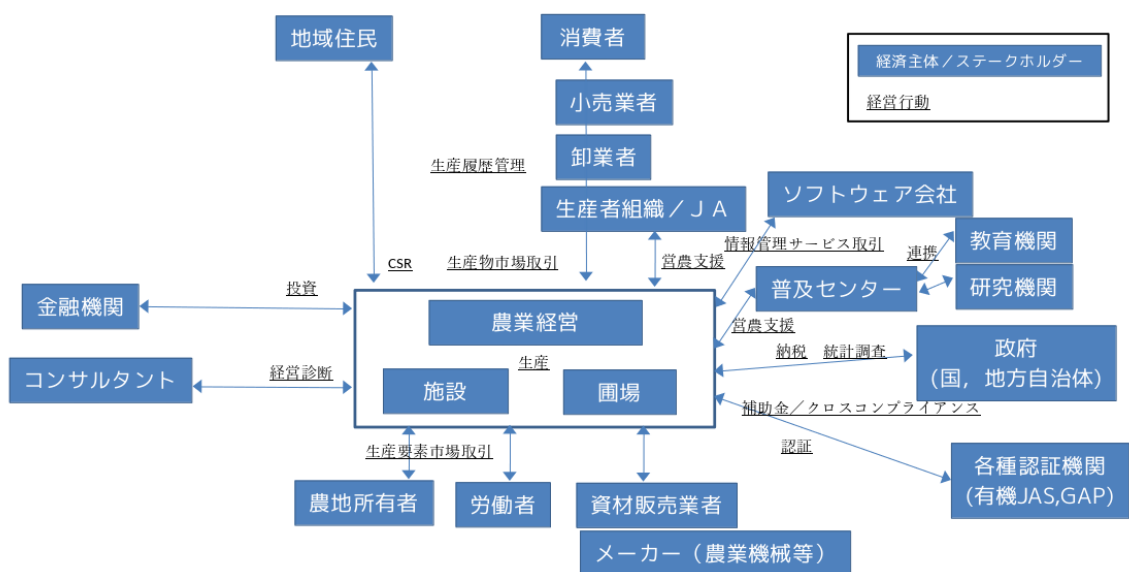 地域住民
消費者
経済主体／ステークホルダー
経営行動
小売業者
卸業者
生産履歴管理
生産者組織／ＪＡ
ソフトウェア会社
教育機関
情報管理サービス取引
連携
CSR
生産物市場取引
営農支援
普及センター
研究機関
金融機関
投資
農業経営
営農支援
納税
統計調査
政府
(国，地方自治体)
生産
コンサルタント
経営診断
施設
圃場
補助金／クロスコンプライアンス
生産要素市場取引
認証
各種認証機関
(有機JAS,GAP)
農地所有者
労働者
資材販売業者
メーカー（農業機械等）